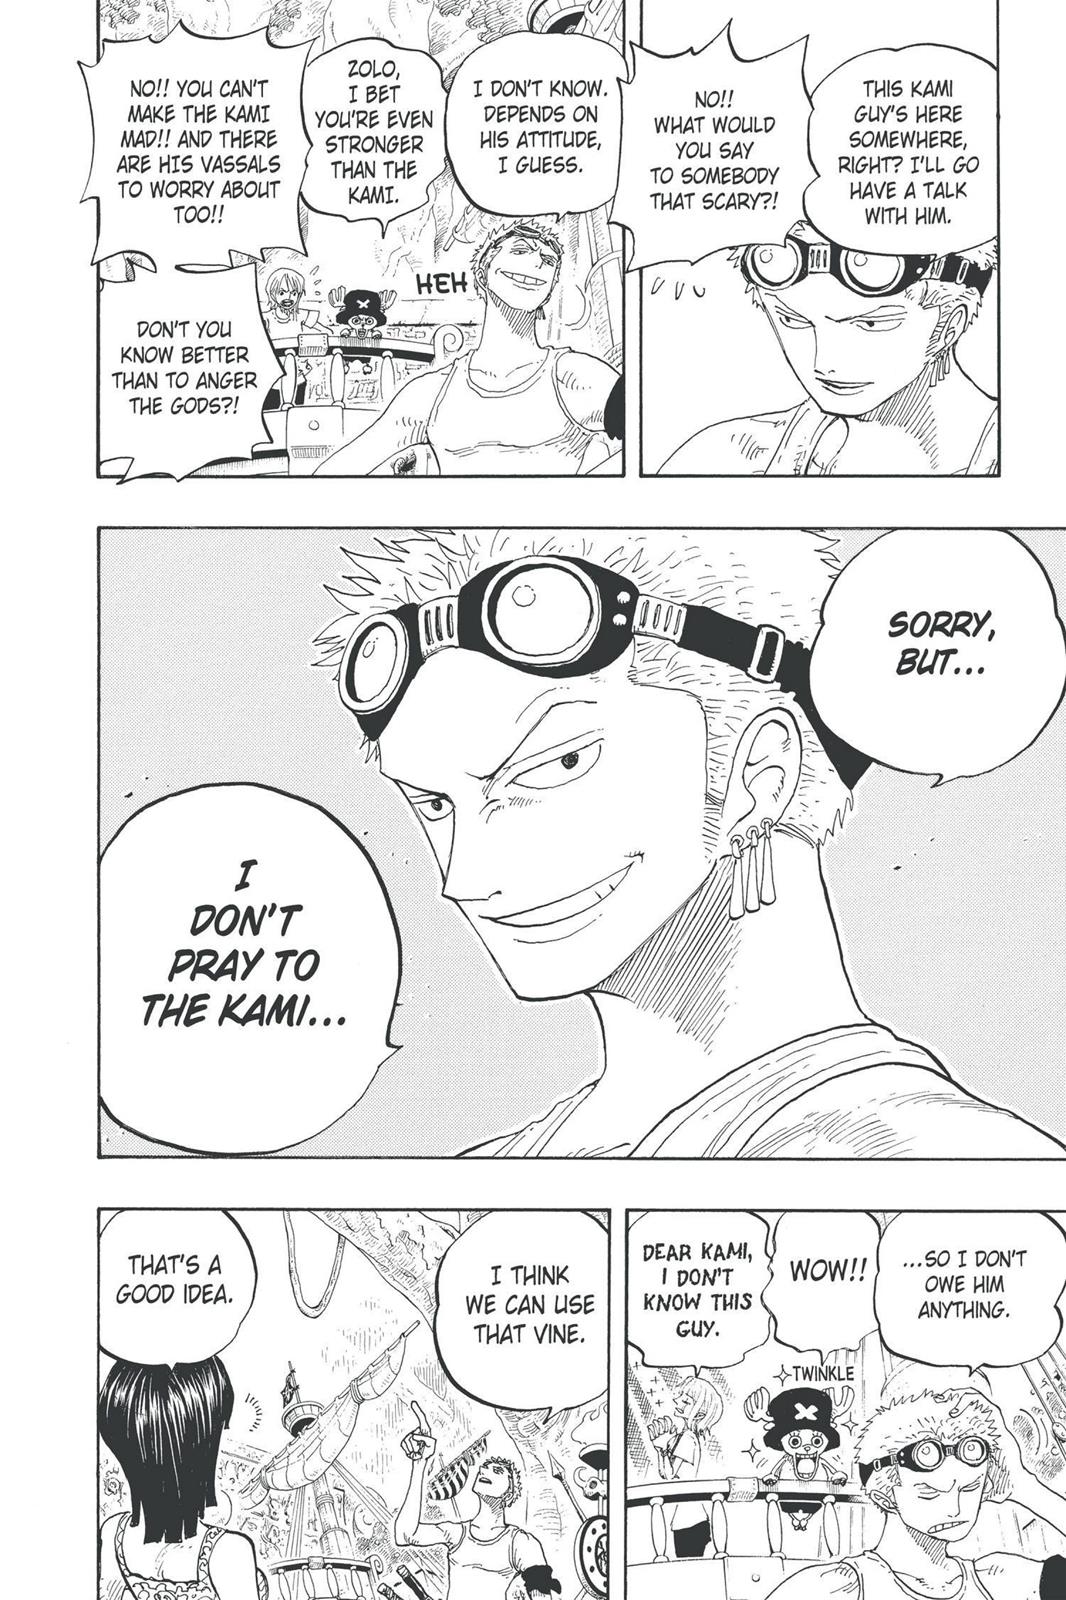 THIS KAMI
GUY'S HERE
SOMEWHERE,
RIGHT? I'LL GO
HAVE A TALK
WITH HIM.
NO!!
WHAT WOULD
YOU SAY
TO SOMEBODY
THAT SCARY?!
I DON'T KNOW.
DEPENDS ON
HIS ATTITUDE,
I GUESS.
HEH
ZOLO,
I BET
YOU'RE EVEN
STRONGER
THAN THE
KAMI.
NO!! YOU CAN'T
MAKE THE KAMI
MAD!! AND THERE
ARE HIS VASSALS
TO WORRY ABOUT
TOO!!
DON'T YOU
KNOW BETTER
THAN TO ANGER
THE GODS?!
SORRY,
BUT...
I
DON'T
PRAY TO
THE KAMI...
...SO I DON'T
OWE HIM
ANYTHING.
WOW!!
TWINKLE
DEAR KAMI,
I DON'T
KNOW THIS
GUY.
I THINK
WE CAN USE
THAT VINE.
THAT'S A
GOOD IDEA.